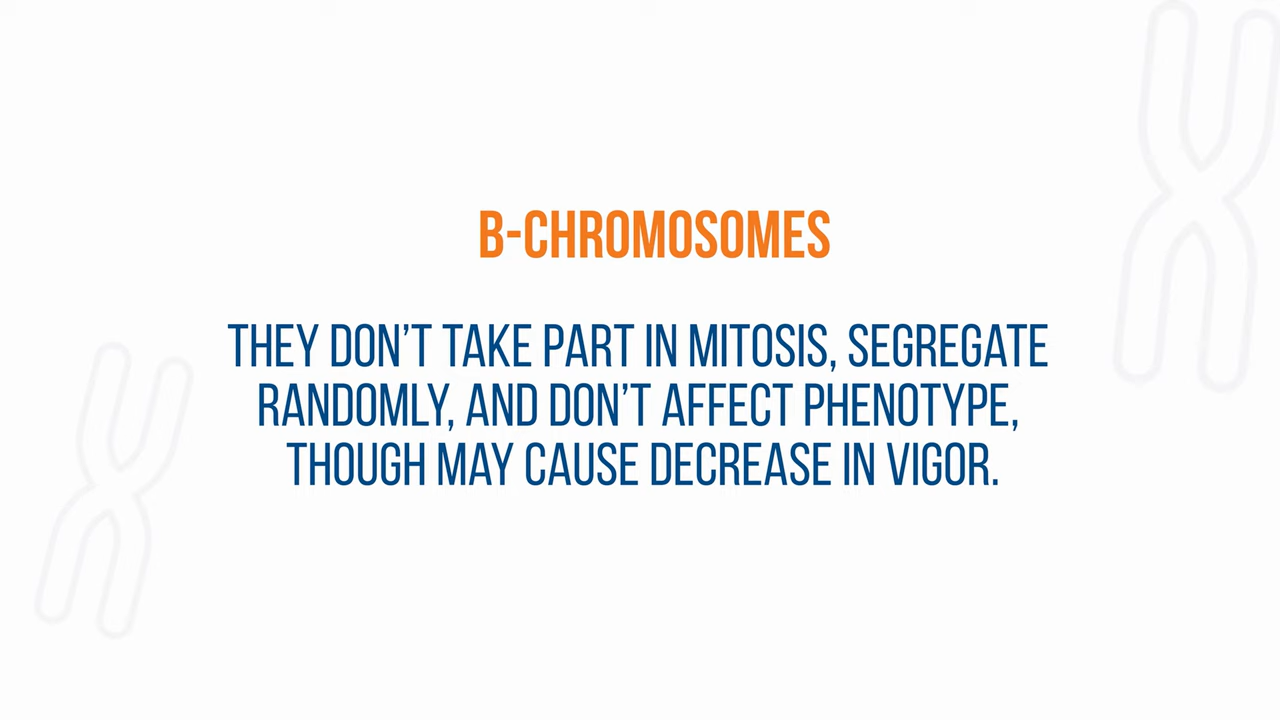 B-CHROMOSOMES
THEY DON’T TAKE PART IN MITOSIS, SEGREGATE
RANDOMLY, AND DON’T AFFECT PHENOTYPE,
THOUGH MAY CAUSE DECREASE IN VIGOR.